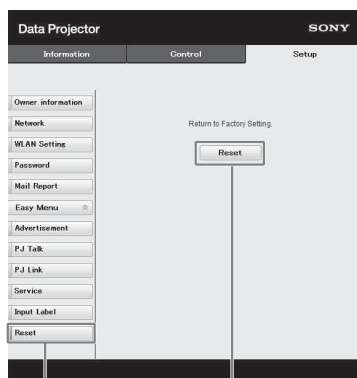 Data Projector
SONY
Information
Control
Setup
Owner information
Network
WLAN Setting
Password
Mail Report
Easy Menu
Advertisement
PJ Talk
PJ Link
Service
Input Label
Reset
Return to Factory Setting.
Reset